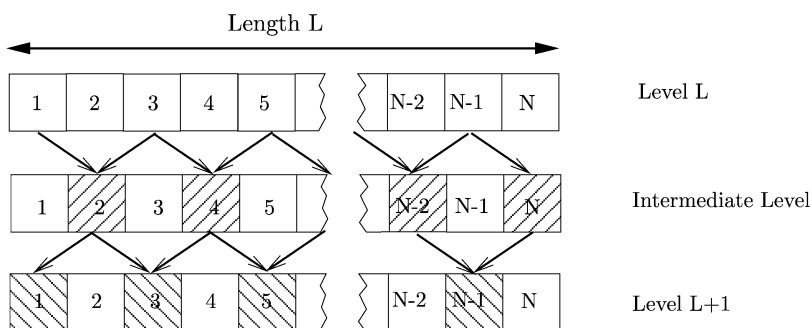 Length L
1 2 3 4 5 N-2 N-1 N Level L
1 2 3 4 5 N-2 N-1 N Intermediate Level
1 2 3 4 5 N-2 N-1 N Level L+1